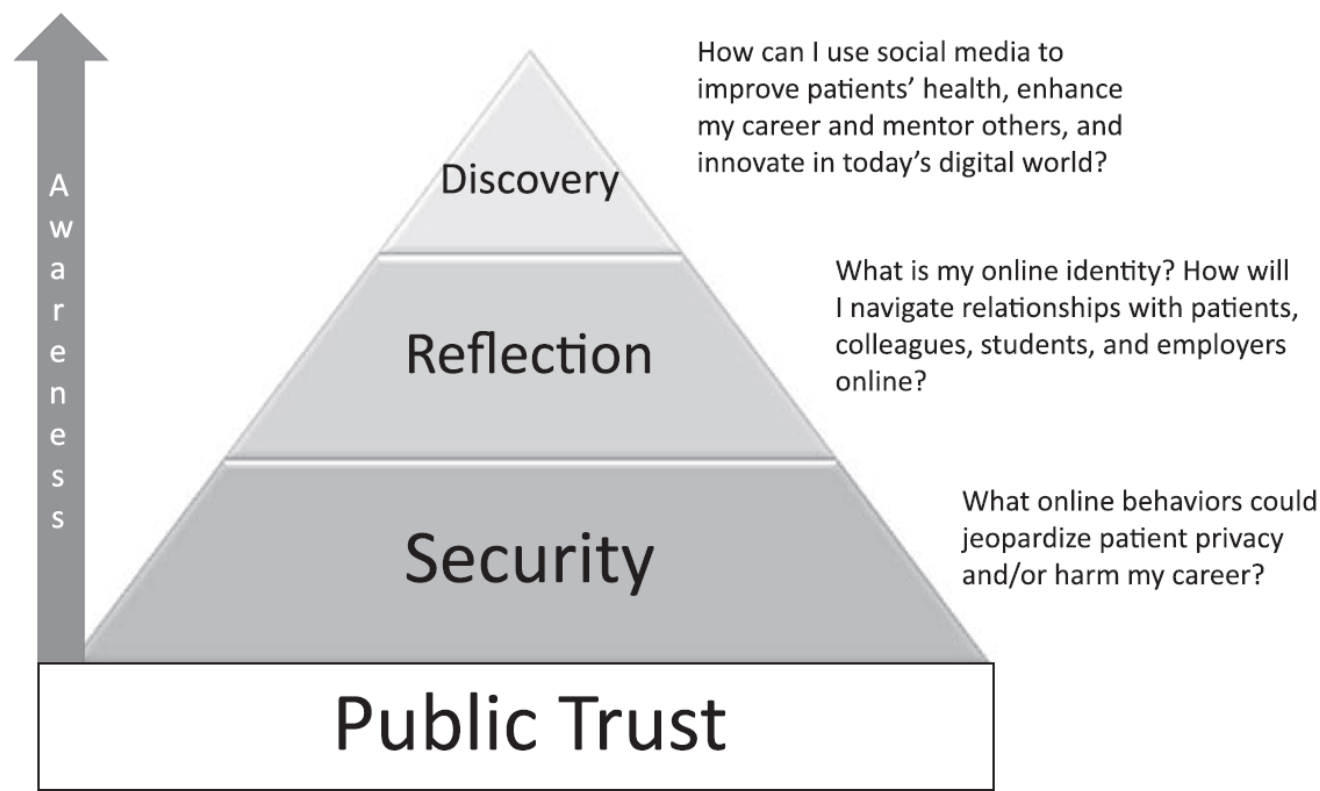 Awareness
Discovery
How can I use social media to
improve patients’ health, enhance
my career and mentor others, and
innovate in today’s digital world?
Reflection
What is my online identity? How will
I navigate relationships with patients,
colleagues, students, and employers
online?
Security
What online behaviors could
jeopardize patient privacy
and/or harm my career?
Public Trust